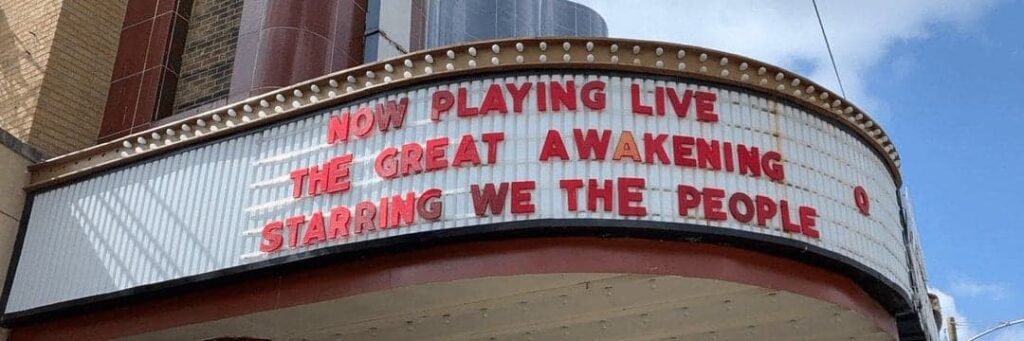 NOW PLAYING LIVE
THE GREAT AWAKENING
STARRING WE THE PEOPLE
Q